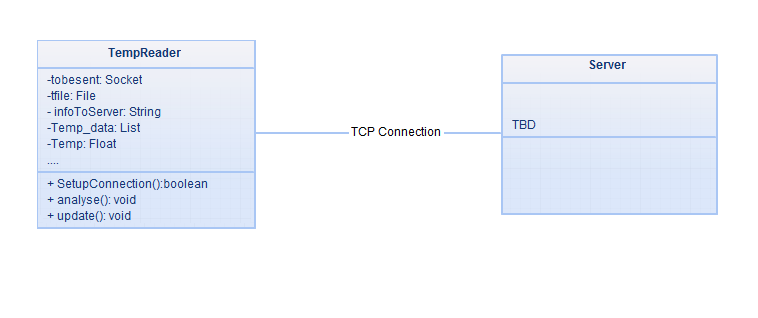 TempReader
-tobesent: Socket
-tfile: File
- infoToServer: String
-Temp_data: List
-Temp: Float
....
+ SetupConnection():boolean
+ analyse(): void
+ update(): void
TCP Connection
Server
TBD